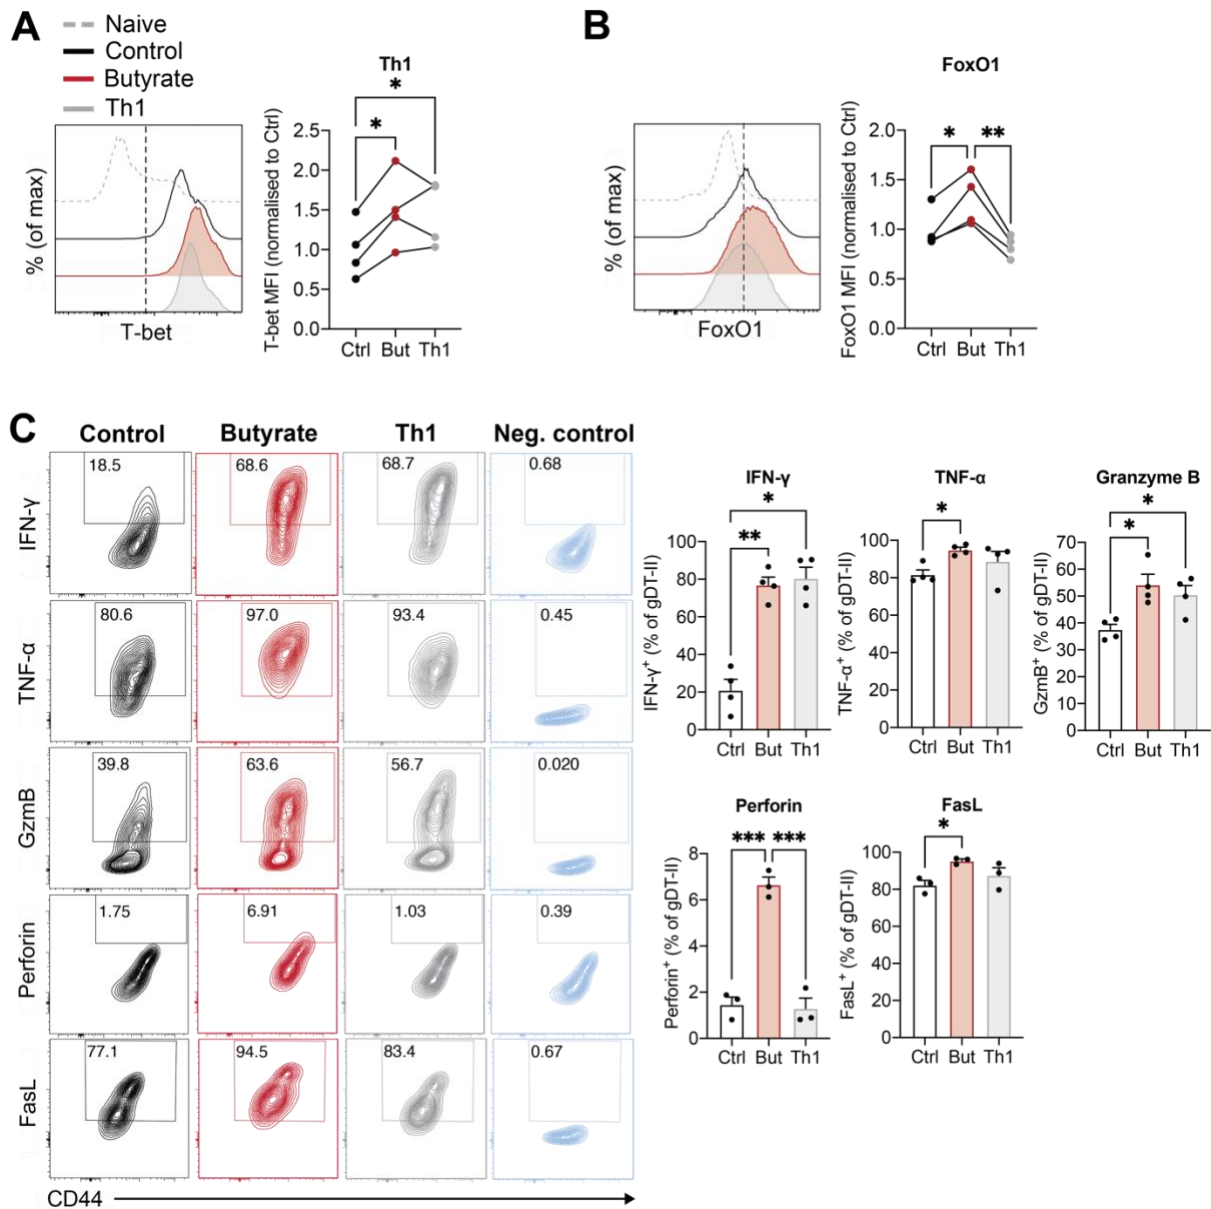 A
Naive
Control
Butyrate
Th1
% (of max)
T-bet
Th1
*
*
T-bet MFI (normalised to Ctrl)
2.5
2.0
1.5
1.0
0.5
0.0
Ctrl But Th1
B
% (of max)
FoxO1
FoxO1
* **
FoxO1 MFI (normalised to Ctrl)
2.0
1.5
1.0
0.5
0.0
Ctrl But Th1
C
Control Butyrate Th1 Neg. control
IFN-γ
18.5 68.6 68.7 0.68
TNF-α
80.6 97.0 93.4 0.45
GzmB
39.8 63.6 56.7 0.020
Perforin
1.75 6.91 1.03 0.39
FasL
77.1 94.5 83.4 0.67
CD44
IFN-γ
*
**
IFN-γ+ (% of gDT-II)
100
80
60
40
20
0
Ctrl But Th1
TNF-α
*
TNF-α+ (% of gDT-II)
100
80
60
40
20
0
Ctrl But Th1
Granzyme B
*
*
GzmB+ (% of gDT-II)
70
60
50
40
30
20
10
0
Ctrl But Th1
Perforin
*** ***
Perforin+ (% of gDT-II)
8
6
4
2
0
Ctrl But Th1
FasL
*
FasL+ (% of gDT-II)
100
80
60
40
20
0
Ctrl But Th1